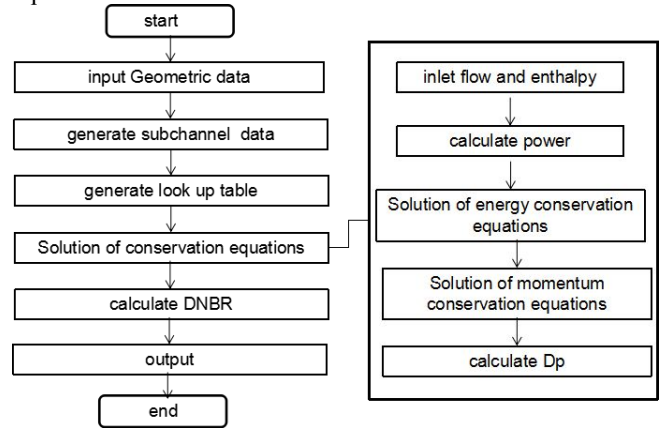 start
input Geometric data
generate subchannel data
generate look up table
Solution of conservation equations
calculate DNBR
output
end
inlet flow and enthalpy
calculate power
Solution of energy conservation
equations
Solution of momentum
conservation equations
calculate Dp